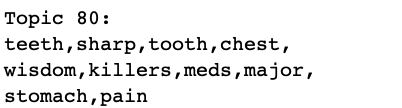 Topic 80:
teeth,sharp,tooth,chest,
wisdom,killers,meds,major,
stomach,pain